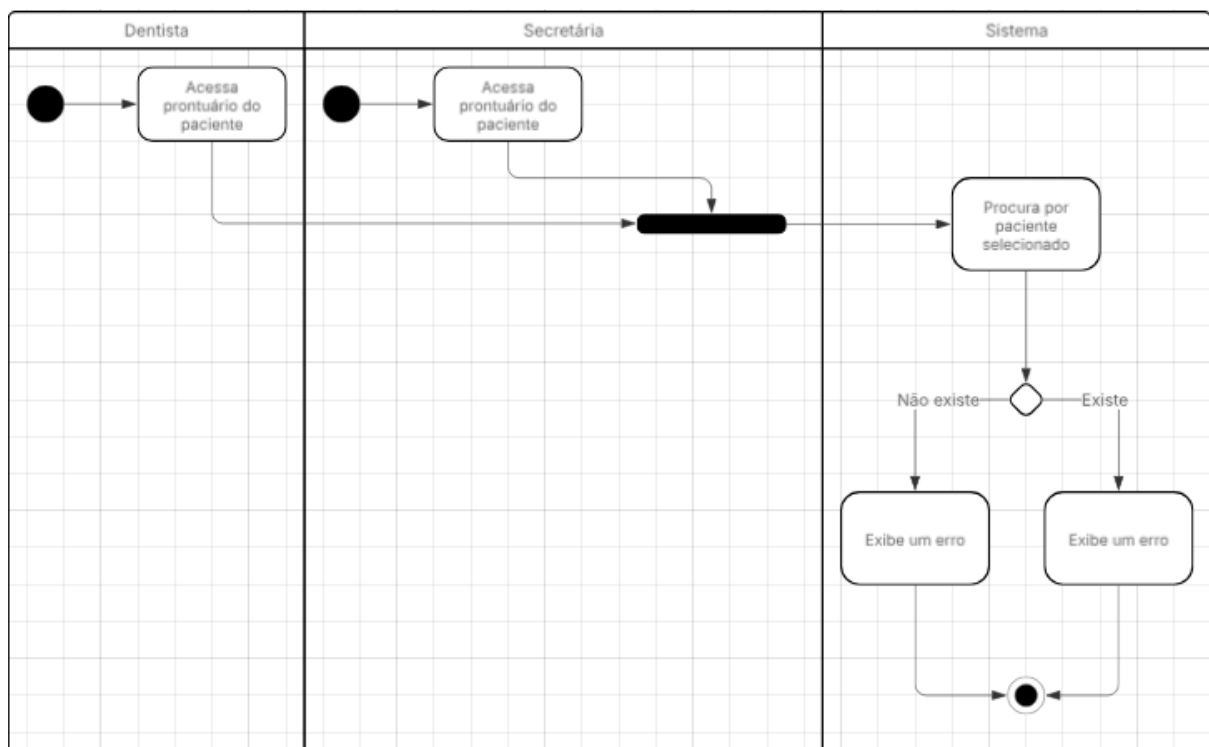 Dentista
Secretária
Sistema
Acessa
prontuário do
paciente
Acessa
prontuário do
paciente
Procura por
paciente
selecionado
Não existe
Existe
Exibe um erro
Exibe um erro